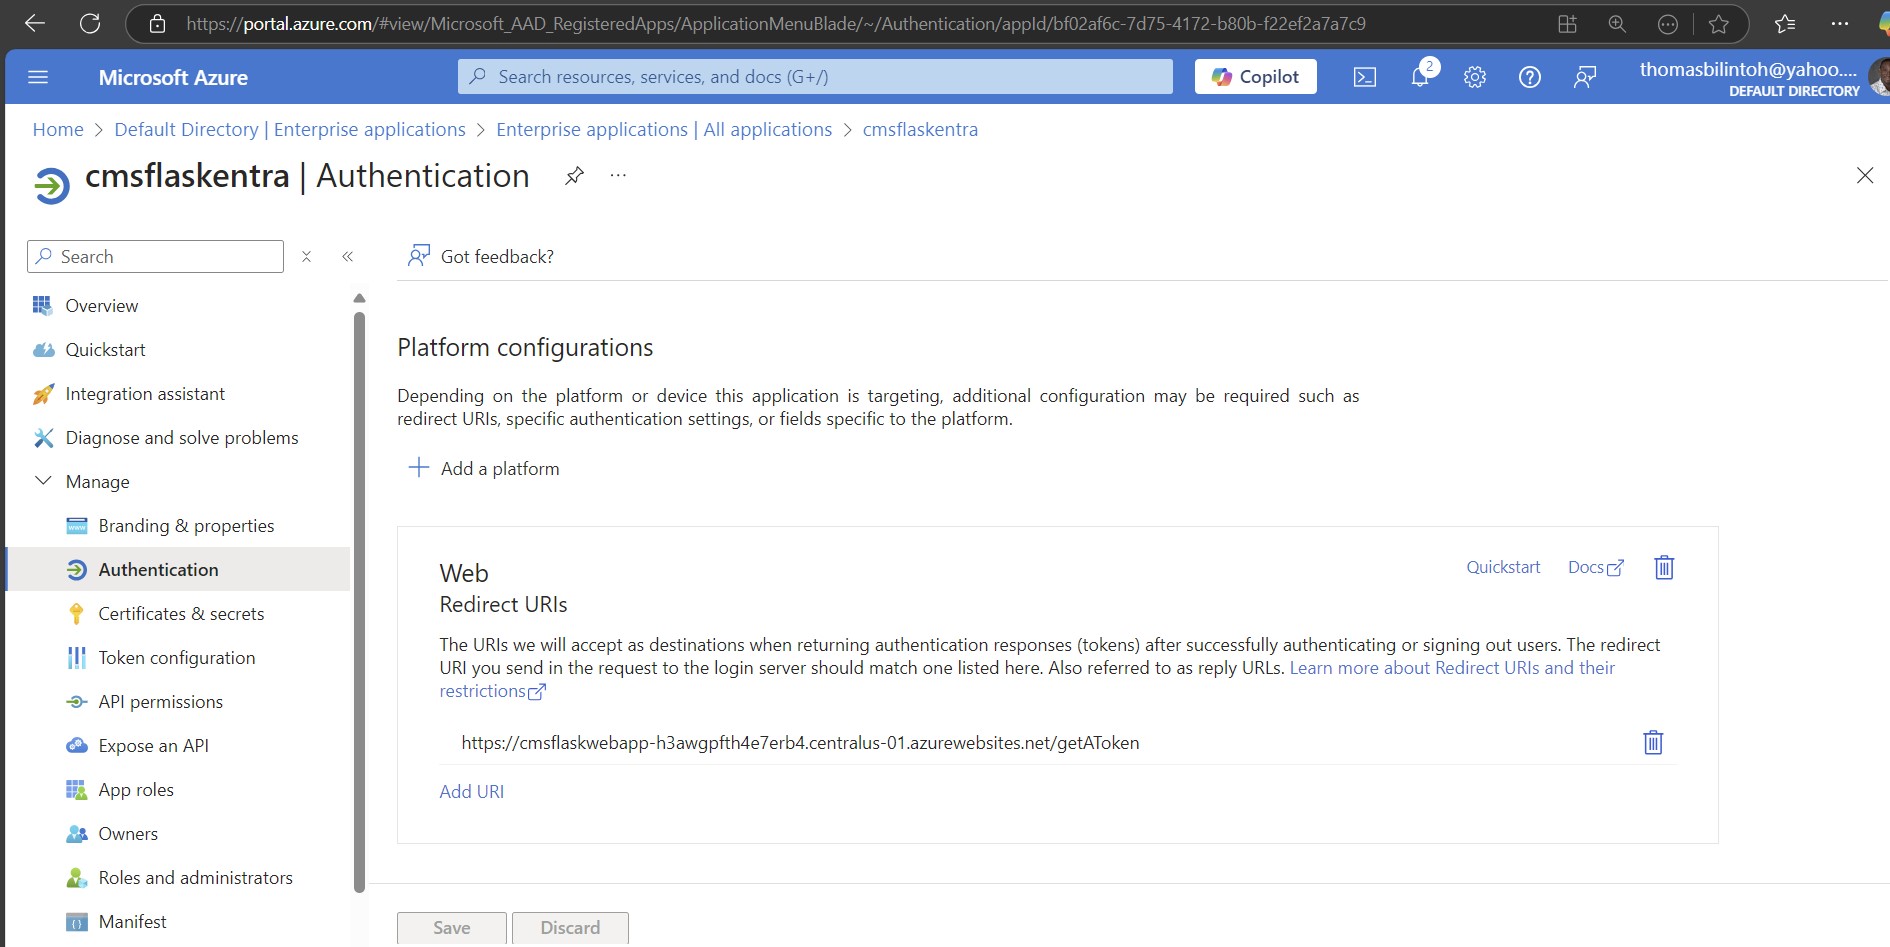 https://portal.azure.com/#view/Microsoft_AAD_RegisteredApps/ApplicationMenuBlade/~/Authentication/appId/bf02af6c-7d75-4172-b80b-f22ef2a7a7c9
Microsoft Azure
Search resources, services, and docs (G+/)
Copilot
2
thomasbilintoh@yahoo....
DEFAULT DIRECTORY
Home > Default Directory | Enterprise applications > Enterprise applications | All applications > cmsflaskentra
cmsflaskentra | Authentication
Search
Got feedback?
Overview
Quickstart
Integration assistant
Diagnose and solve problems
Manage
Branding & properties
Authentication
Certificates & secrets
Token configuration
API permissions
Expose an API
App roles
Owners
Roles and administrators
Manifest
Platform configurations
Depending on the platform or device this application is targeting, additional configuration may be required such as
redirect URIs, specific authentication settings, or fields specific to the platform.
Add a platform
Web
Quickstart
Docs
Redirect URIs
The URIs we will accept as destinations when returning authentication responses (tokens) after successfully authenticating or signing out users. The redirect
URI you send in the request to the login server should match one listed here. Also referred to as reply URLs. Learn more about Redirect URIs and their
restrictions
https://cmsflaskwebapp-h3awgpfth4e7erb4.centralus-01.azurewebsites.net/getAToken
Add URI
Save
Discard